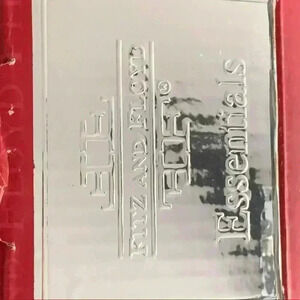 FITZ AND FLOYD
®
Essentials